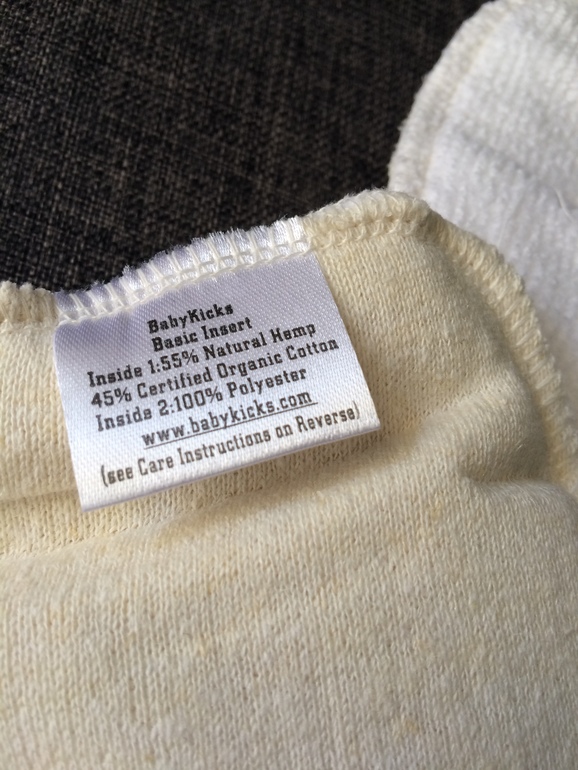 BabyKicks
Basic Insert
Inside 1:55% Natural Hemp
45% Certified Organic Cotton
Inside 2:100% Polyester
www.babykicks.com
(see Care Instructions on Reverse)